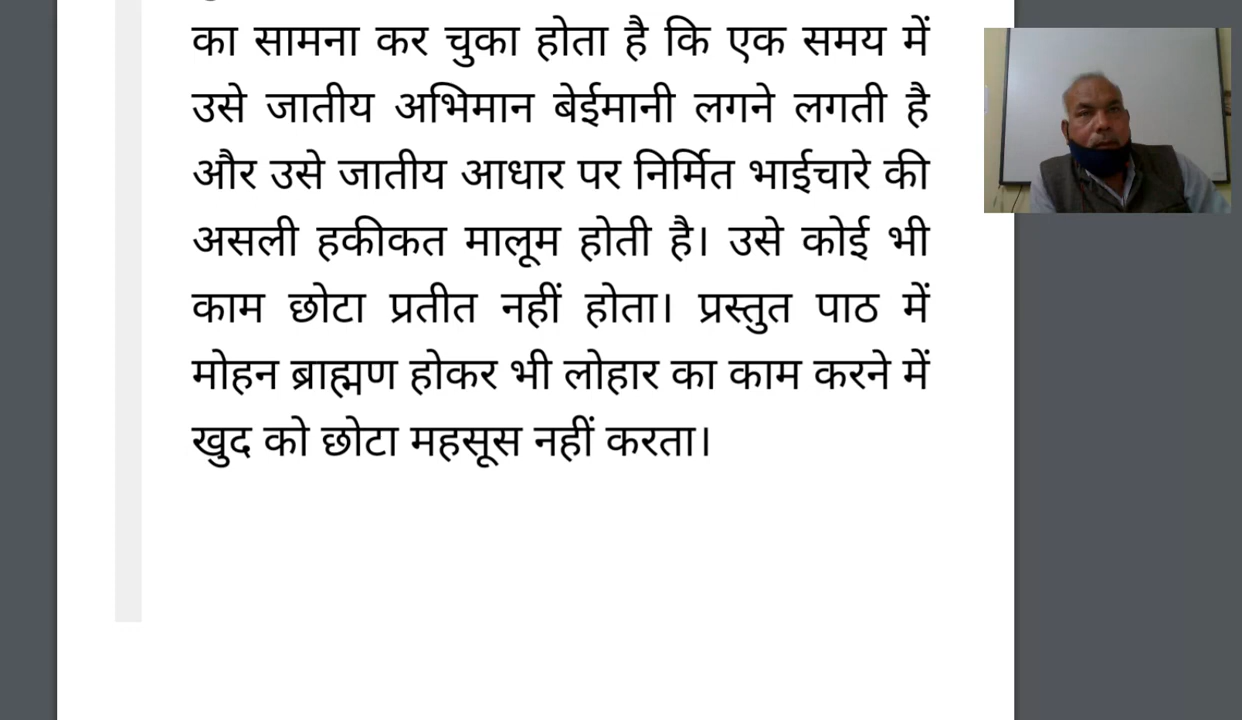 का सामना कर चुका होता है कि एक समय में
उसे जातीय अभिमान बेईमानी लगने लगती है
और उसे जातीय आधार पर निर्मित भाईचारे की
असली हकीकत मालूम होती है। उसे कोई भी
काम छोटा प्रतीत नहीं होता। प्रस्तुत पाठ में
मोहन ब्राह्मण होकर भी लोहार का काम करने में
खुद को छोटा महसूस नहीं करता।